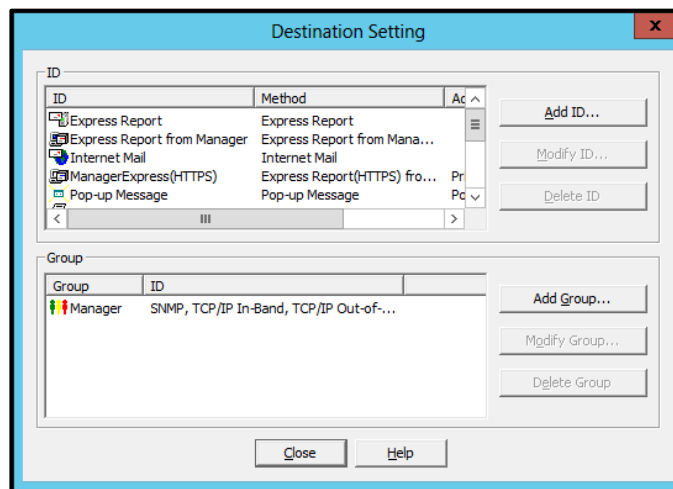 Destination Setting
x
ID
ID Method Ad
Express Report Express Report
Add ID...
Express Report from Manager Express Report from Mana...
Internet Mail Internet Mail
Modify ID...
ManagerExpress(HTTPS) Express Report(HTTPS) fro... Pri
Pop-up Message Pop-up Message Po
Delete ID
Group
Group ID
Manager SNMP, TCP/IP In-Band, TCP/IP Out-of-...
Add Group...
Modify Group...
Delete Group
Close Help